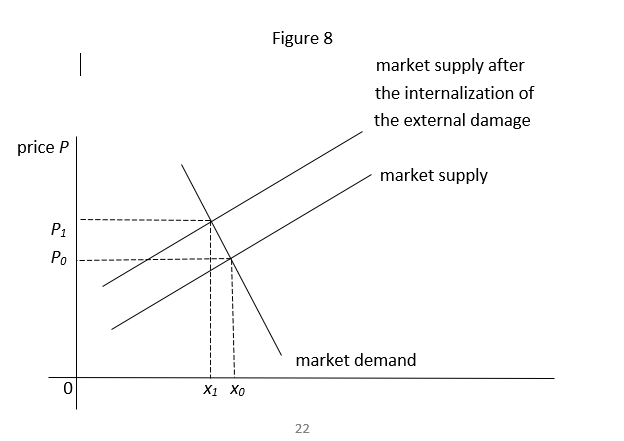 Figure 8
market supply after
the internalization of
the external damage
price P
market supply
P1
P0
market demand
0
x1 x0
22